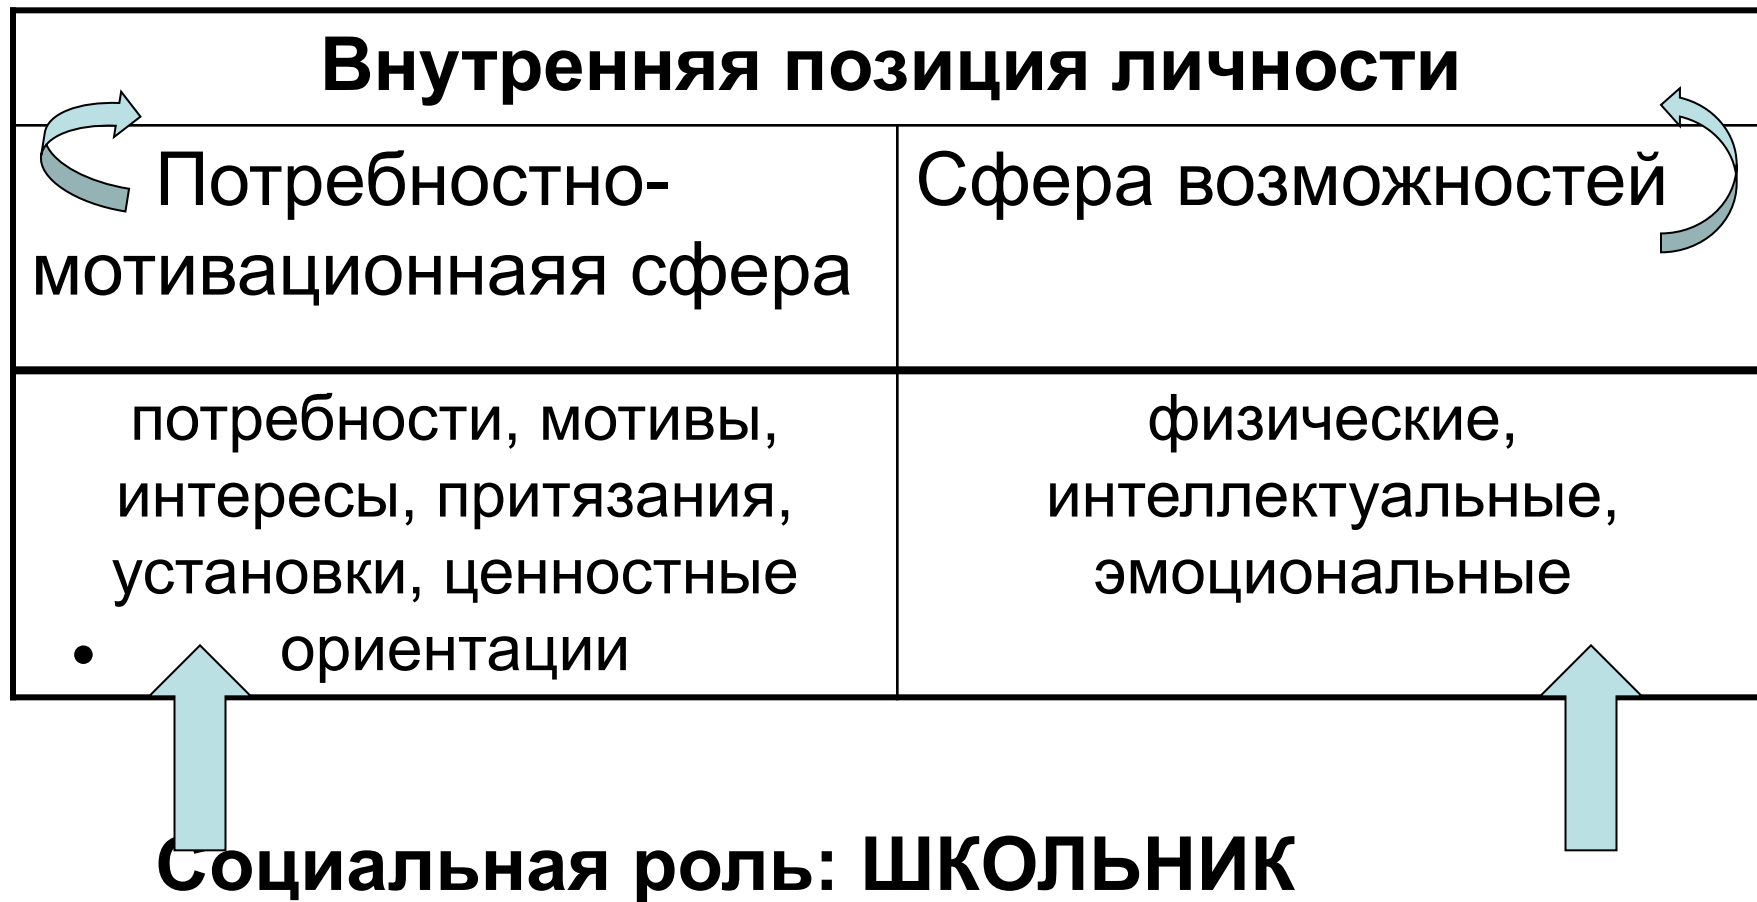 Внутренняя позиция личности
Потребностно-
мотивационнаяя сфера
Сфера возможностей
потребности, мотивы,
интересы, притязания,
установки, ценностные
• ориентации
физические,
интеллектуальные,
эмоциональные
Социальная роль: ШКОЛЬНИК